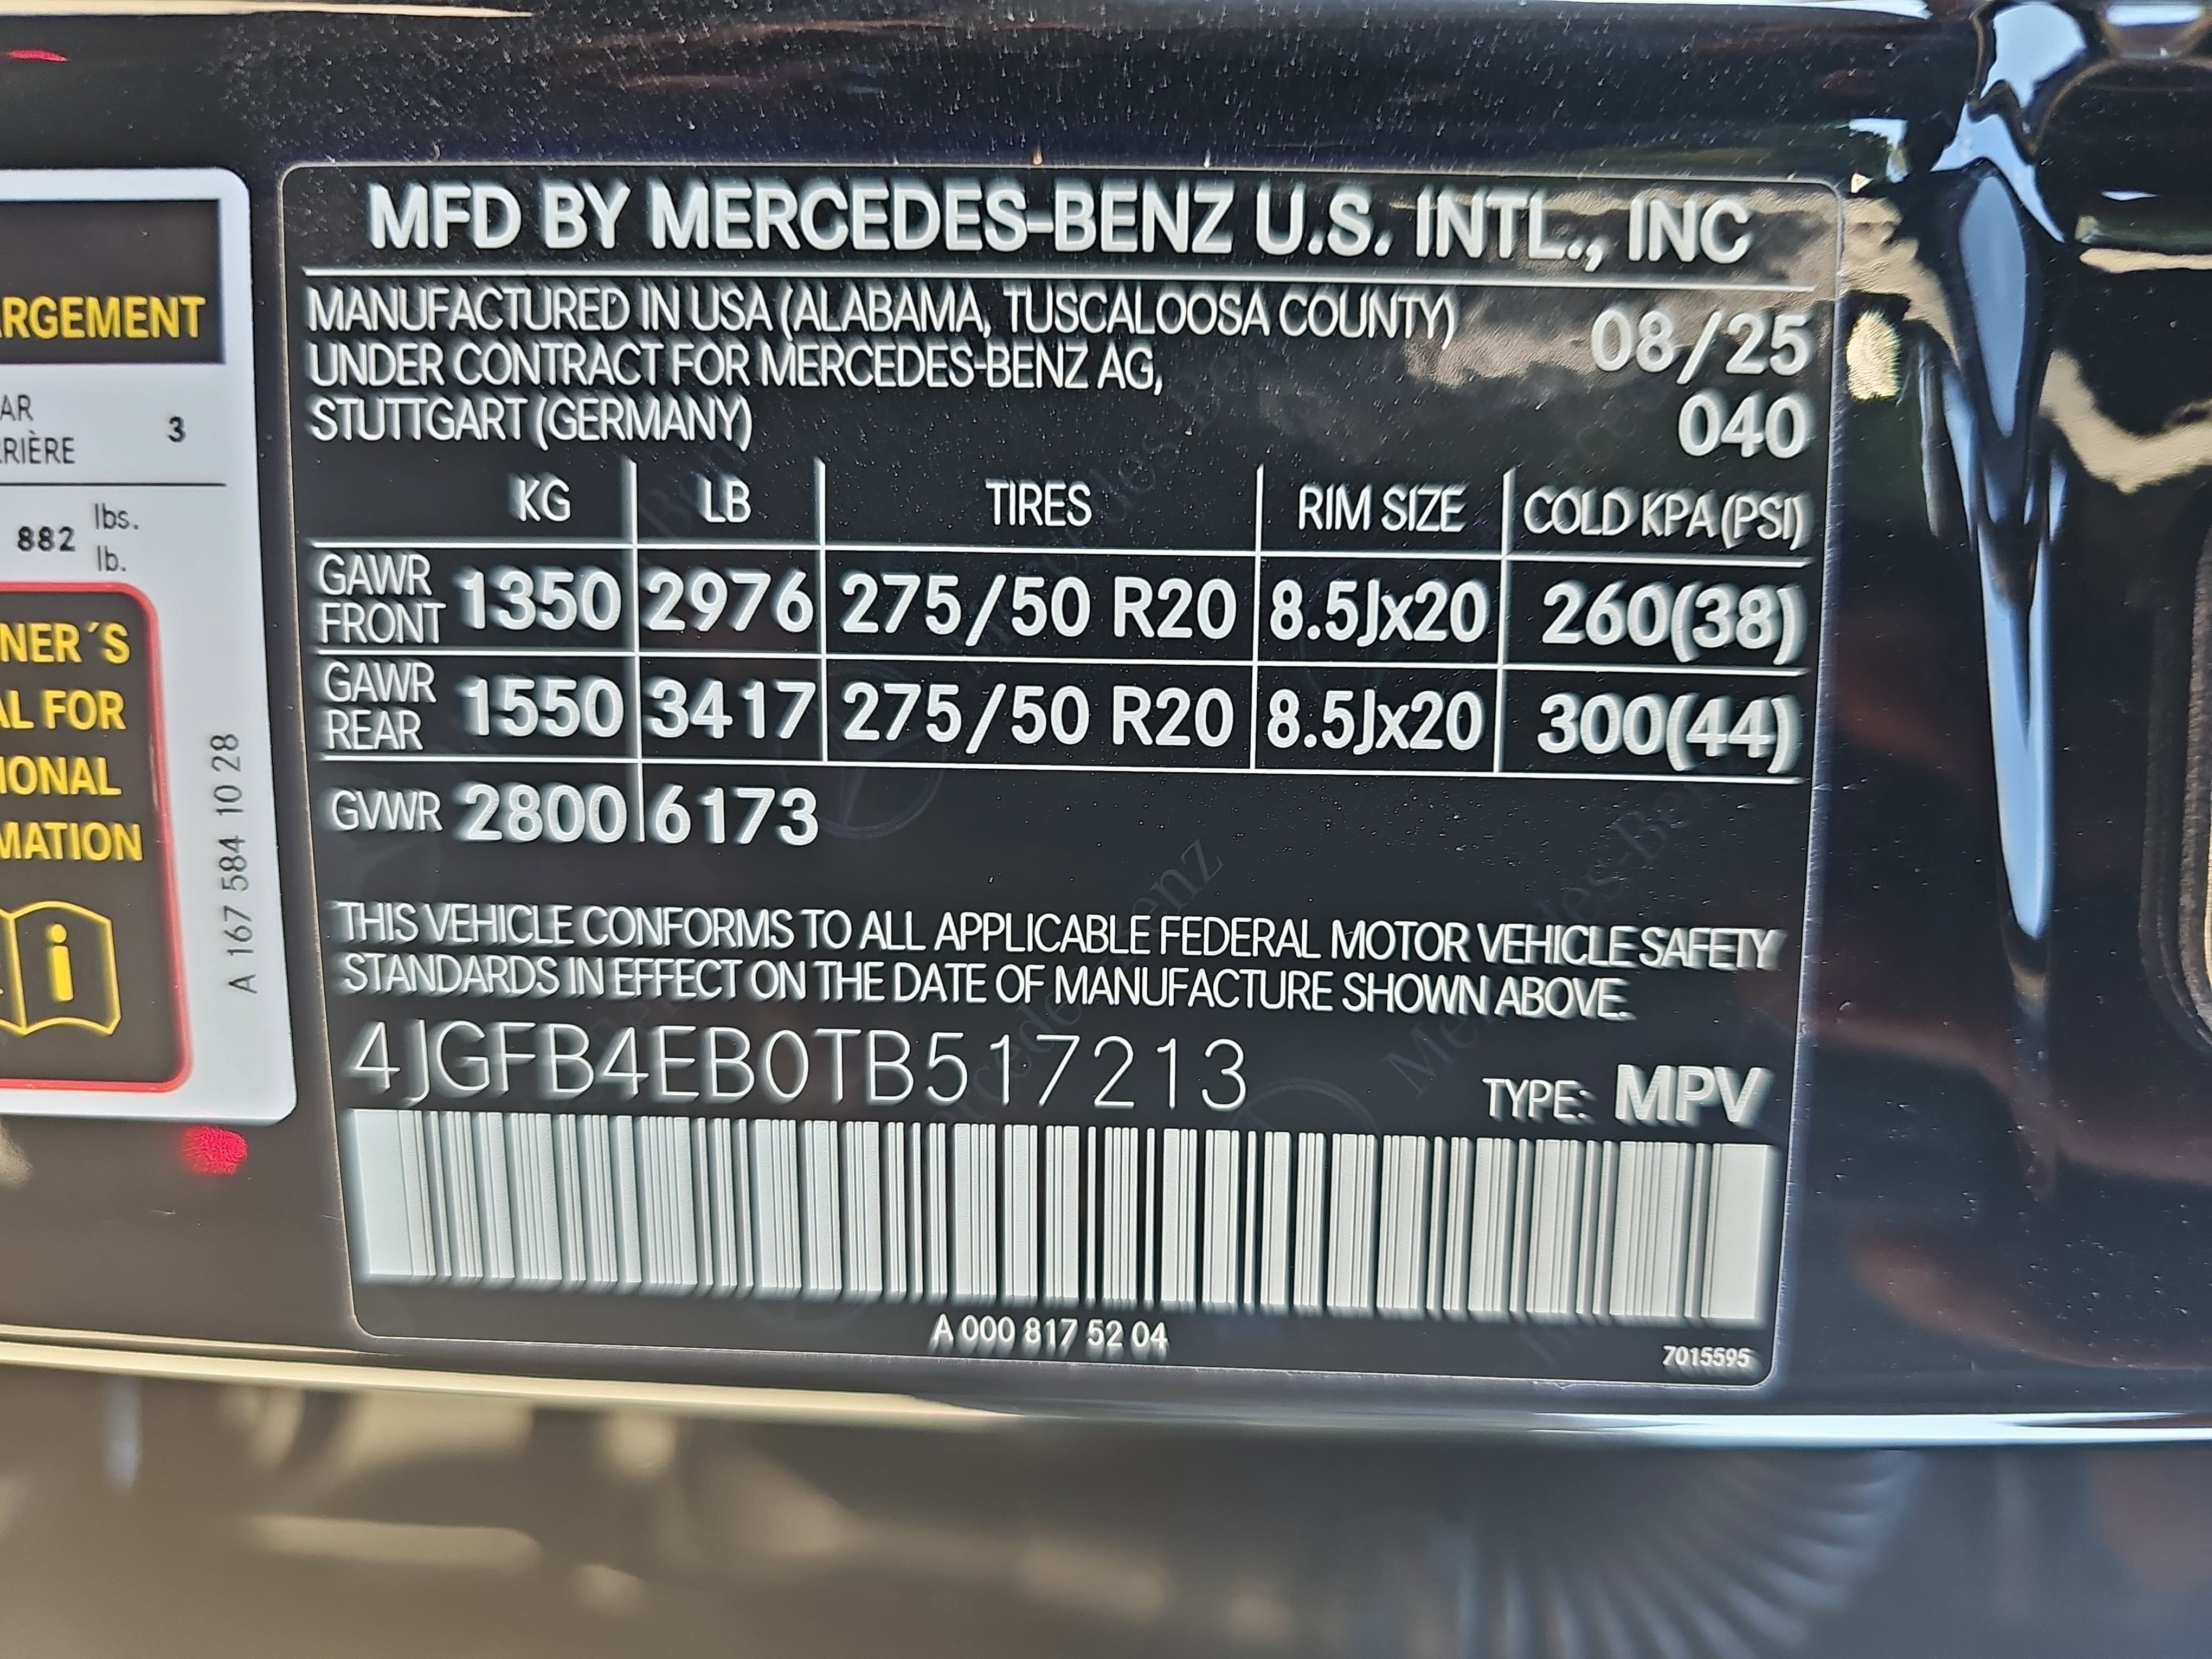 RGEMENT
AR
RIÈRE
3
882
lbs.
lb.
NER´S
AL FOR
IONAL
MATION
A 167 584 10 28
MFD BY MERCEDES-BENZ U.S. INTL., INC
MANUFACTURED IN USA (ALABAMA, TUSCALOOSA COUNTY)
UNDER CONTRACT FOR MERCEDES-BENZ AG,
STUTTGART (GERMANY)
08/25
040
KG LB TIRES RIM SIZE COLD KPA(PSI)
GAWR FRONT 1350 2976 275/50 R20 8.5Jx20 260(38)
GAWR REAR 1550 3417 275/50 R20 8.5Jx20 300(44)
GVWR 2800 6173
THIS VEHICLE CONFORMS TO ALL APPLICABLE FEDERAL MOTOR VEHICLE SAFETY
STANDARDS IN EFFECT ON THE DATE OF MANUFACTURE SHOWN ABOVE.
4JGFB4EB0TB517213
TYPE: MPV
A 000 817 52 04
7015595